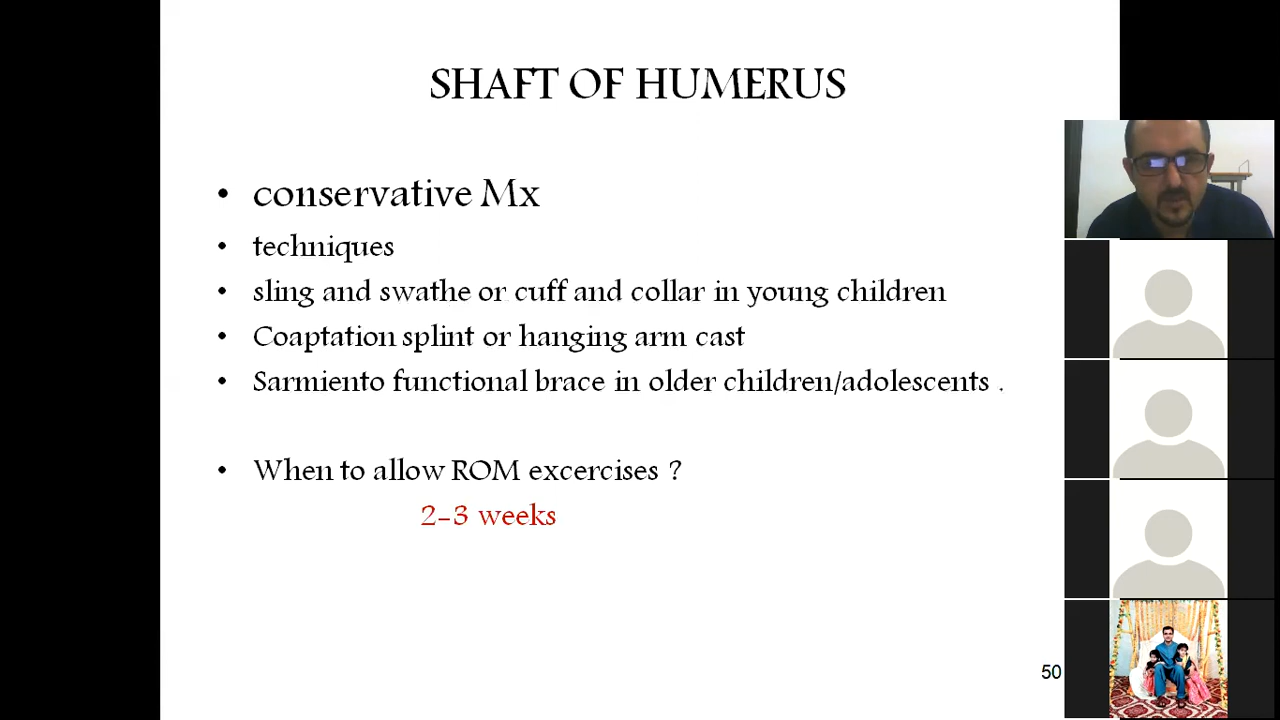 SHAFT OF HUMERUS
• conservative Mx
• techniques
• sling and swathe or cuff and collar in young children
• Coaptation splint or hanging arm cast
• Sarmiento functional brace in older children/adolescents .
• When to allow ROM excercises ?
2-3 weeks
50